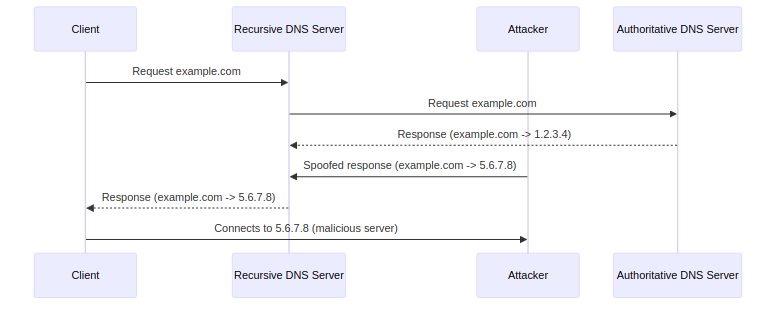 Client
Recursive DNS Server
Attacker
Authoritative DNS Server
Request example.com
Request example.com
Response (example.com -> 1.2.3.4)
Spoofed response (example.com -> 5.6.7.8)
Response (example.com -> 5.6.7.8)
Connects to 5.6.7.8 (malicious server)
Client
Recursive DNS Server
Attacker
Authoritative DNS Server